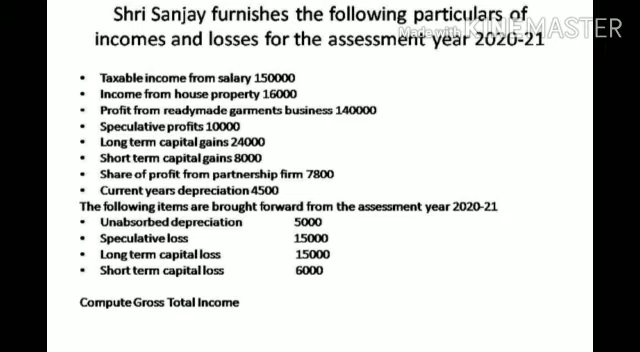 Shri Sanjay furnishes the following particulars of
incomes and losses for the assessment year 2020-21
Made with KINEMASTER
• Taxable income from salary 150000
• Income from house property 16000
• Profit from readymade garments business 140000
• Speculative profits 10000
• Long term capital gains 24000
• Short term capital gains 8000
• Share of profit from partnership firm 7800
• Current years depreciation 4500
The following items are brought forward from the assessment year 2020-21
• Unabsorbed depreciation 5000
• Speculative loss 15000
• Long term capital loss 15000
• Short term capital loss 6000
Compute Gross Total Income